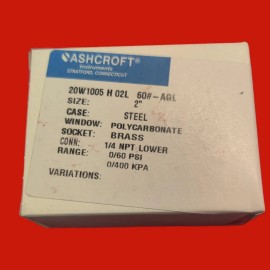 ASHCROFT®
Instruments
STRATFORD, CONNECTICUT
20W1005 H 02L 60#-AGL
SIZE: 2"
CASE: STEEL
WINDOW: POLYCARBONATE
SOCKET: BRASS
CONN: 1/4 NPT LOWER
RANGE: 0/60 PSI
0/400 KPA
VARIATIONS: